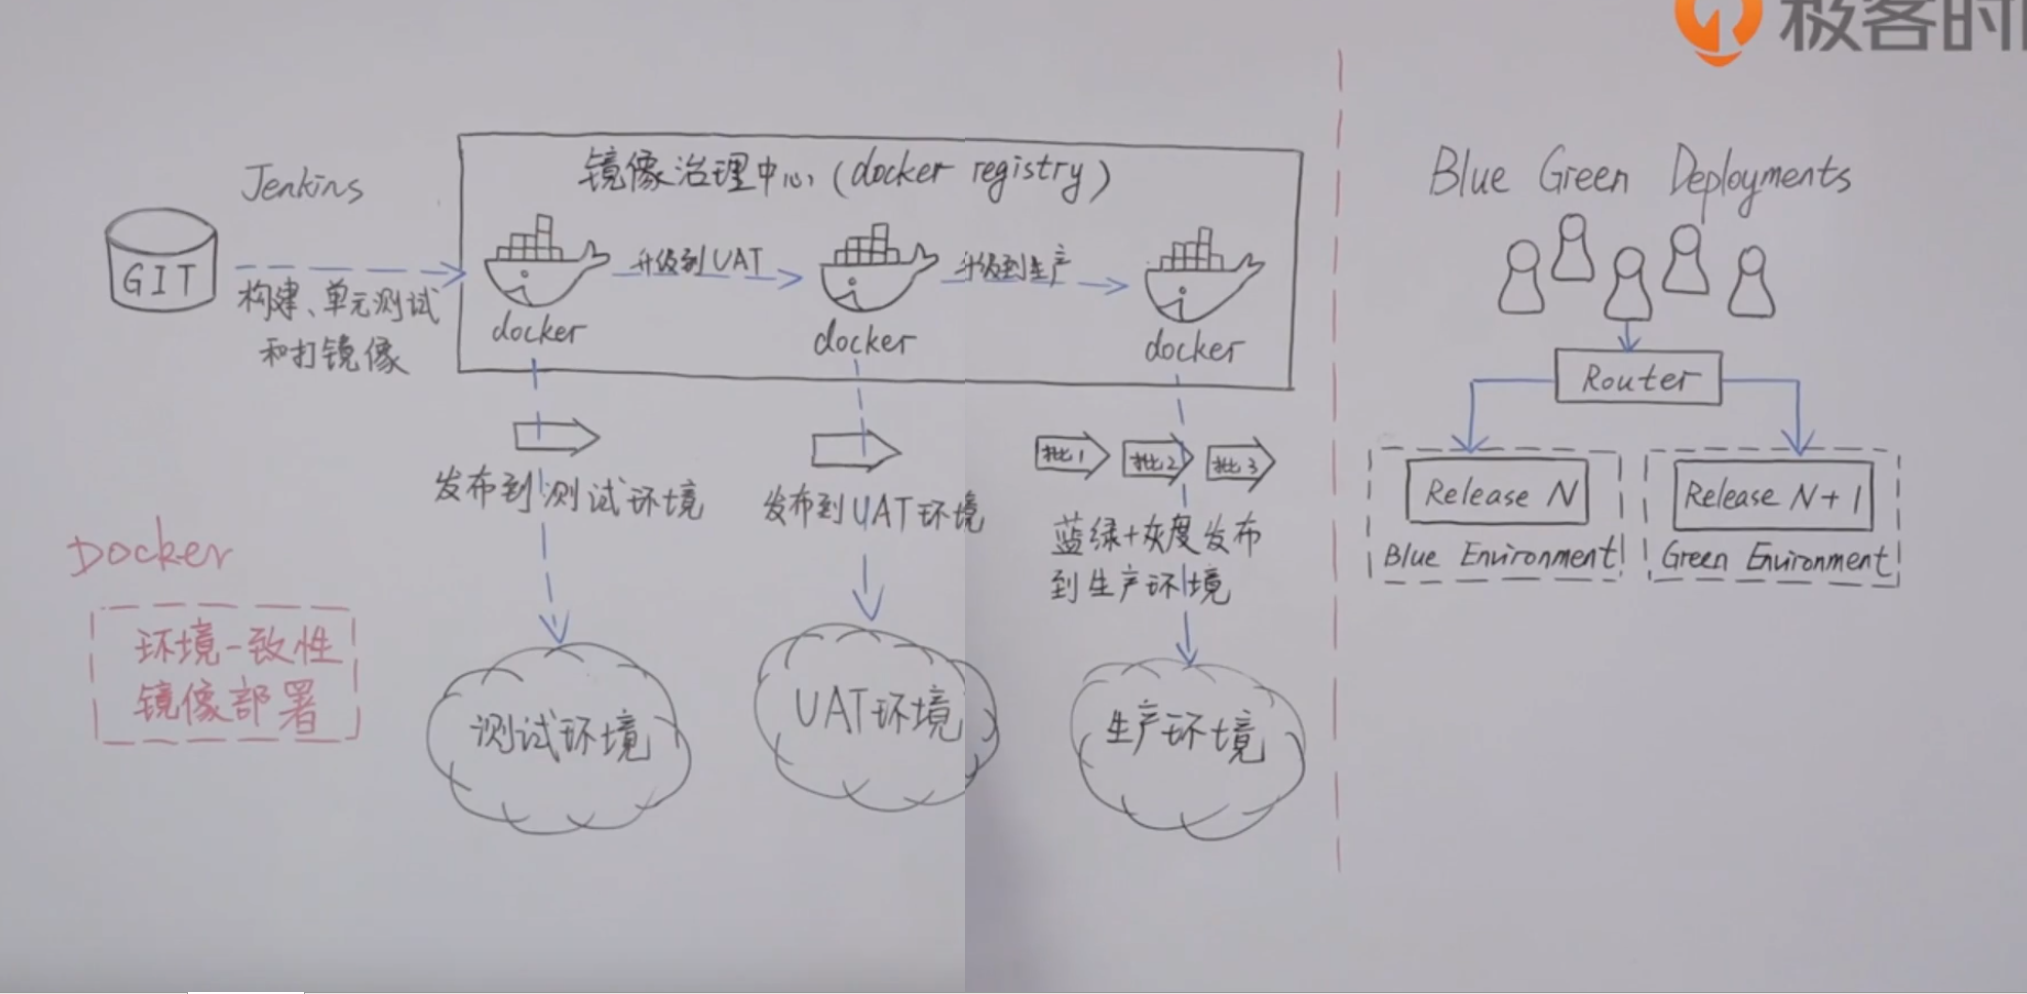 极客时
Jenkins
GIT
构建、单元测试
和打镜像
镜像治理中心(docker registry)
升级到UAT
升级到生产
docker
docker
docker
发布到测试环境
发布到UAT环境
批1
批2
批3
蓝绿+灰度发布
到生产环境
Docker
环境一致性
镜像部署
测试环境
UAT环境
生产环境
Blue Green Deployments
Router
Release N
Release N+1
Blue Environment
Green Environment